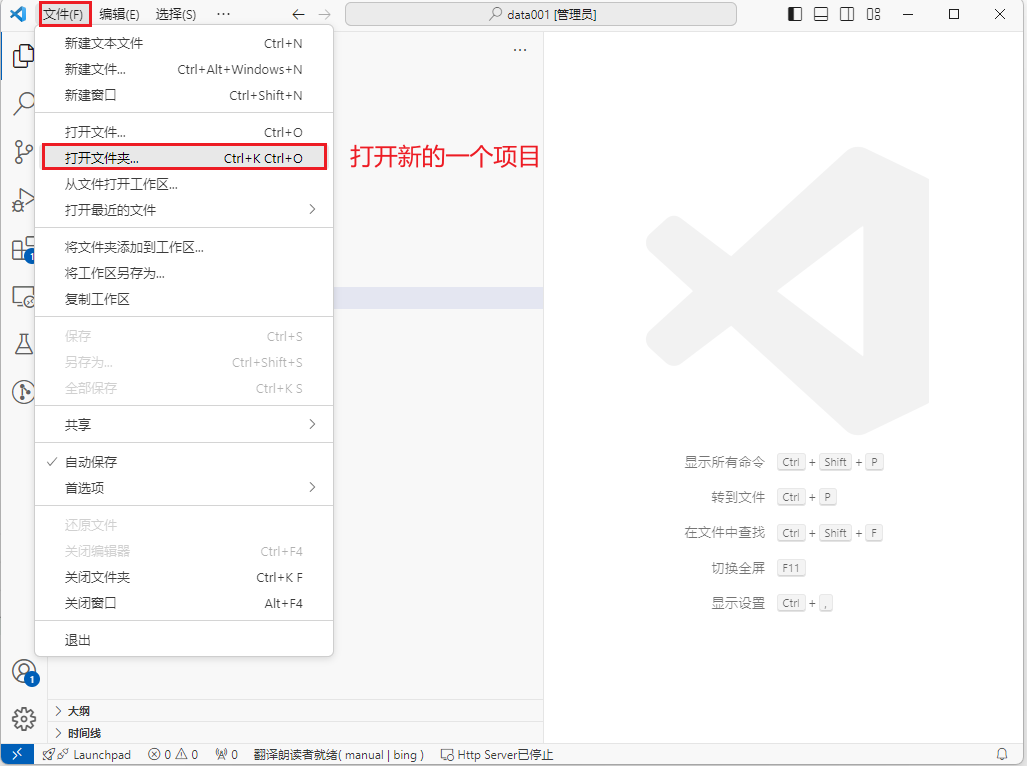 文件(F) 编辑(E) 选择(S) ··· data001 [管理员]
新建文本文件 Ctrl+N
新建文件... Ctrl+Alt+Windows+N
新建窗口 Ctrl+Shift+N
打开文件... Ctrl+O
打开文件夹... Ctrl+K Ctrl+O
打开新的一个项目
从文件打开工作区...
打开最近的文件
将文件夹添加到工作区...
将工作区另存为...
复制工作区
保存 Ctrl+S
另存为... Ctrl+Shift+S
全部保存 Ctrl+K S
共享
自动保存
首选项
还原文件
关闭编辑器 Ctrl+F4
关闭文件夹 Ctrl+K F
关闭窗口 Alt+F4
退出
显示所有命令 Ctrl + Shift + P
转到文件 Ctrl + P
在文件中查找 Ctrl + Shift + F
切换全屏 F11
显示设置 Ctrl + ,
1
1
大纲
时间线
Launchpad 0 0 0 翻译朗读者就绪( manual | bing ) Http Server已停止